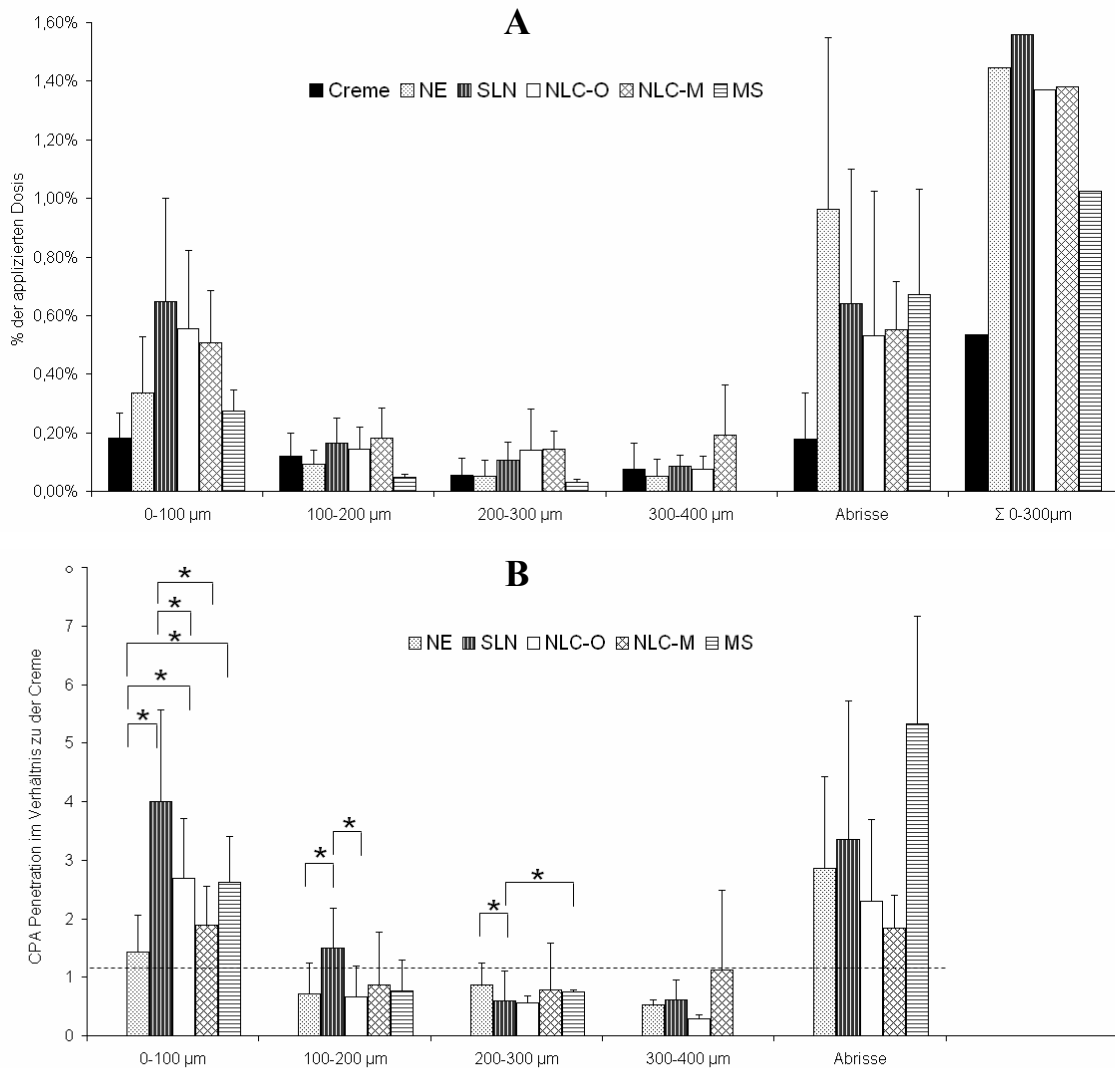 A
1,60%
1,40%
1,20%
1,00%
0,80%
0,60%
0,40%
0,20%
0,00%
% der applizierten Dosis
Creme NE SLN NLC-O NLC-M MS
0-100 µm 100-200 µm 200-300 µm 300-400 µm Abrisse Σ 0-300µm
B
7
6
5
4
3
2
1
0
CPA Penetration im Verhältnis zu der Creme
NE SLN NLC-O NLC-M MS
* * * * *
* *
* *
0-100 µm 100-200 µm 200-300 µm 300-400 µm Abrisse